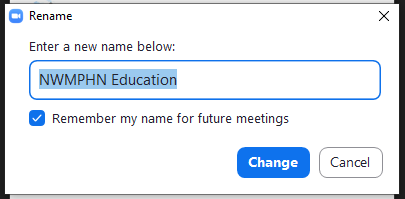 Rename
Enter a new name below:
NWMPHN Education
Remember my name for future meetings
Change Cancel